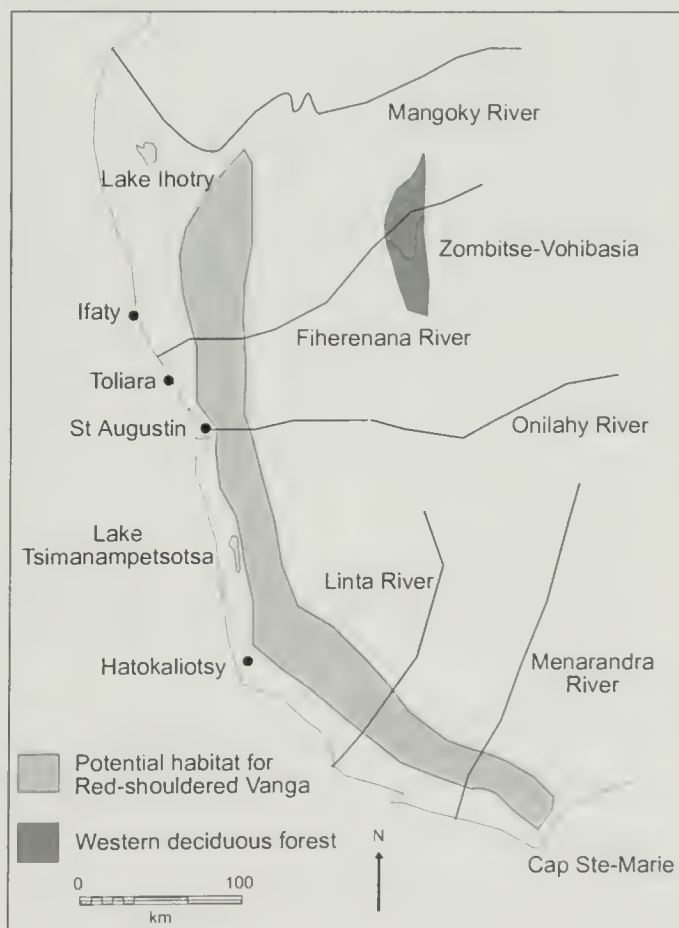 Mangoky River
Lake Ihotry
Zombitse-Vohibasia
Ifaty
Fiherenana River
Toliara
St Augustin
Onilahy River
Lake
Tsimanampetsotsa
Linta River
Hatokaliotsy
Menarandra
River
Potential habitat for
Red-shouldered Vanga
Western deciduous forest
N
Cap Ste-Marie
0 100
km